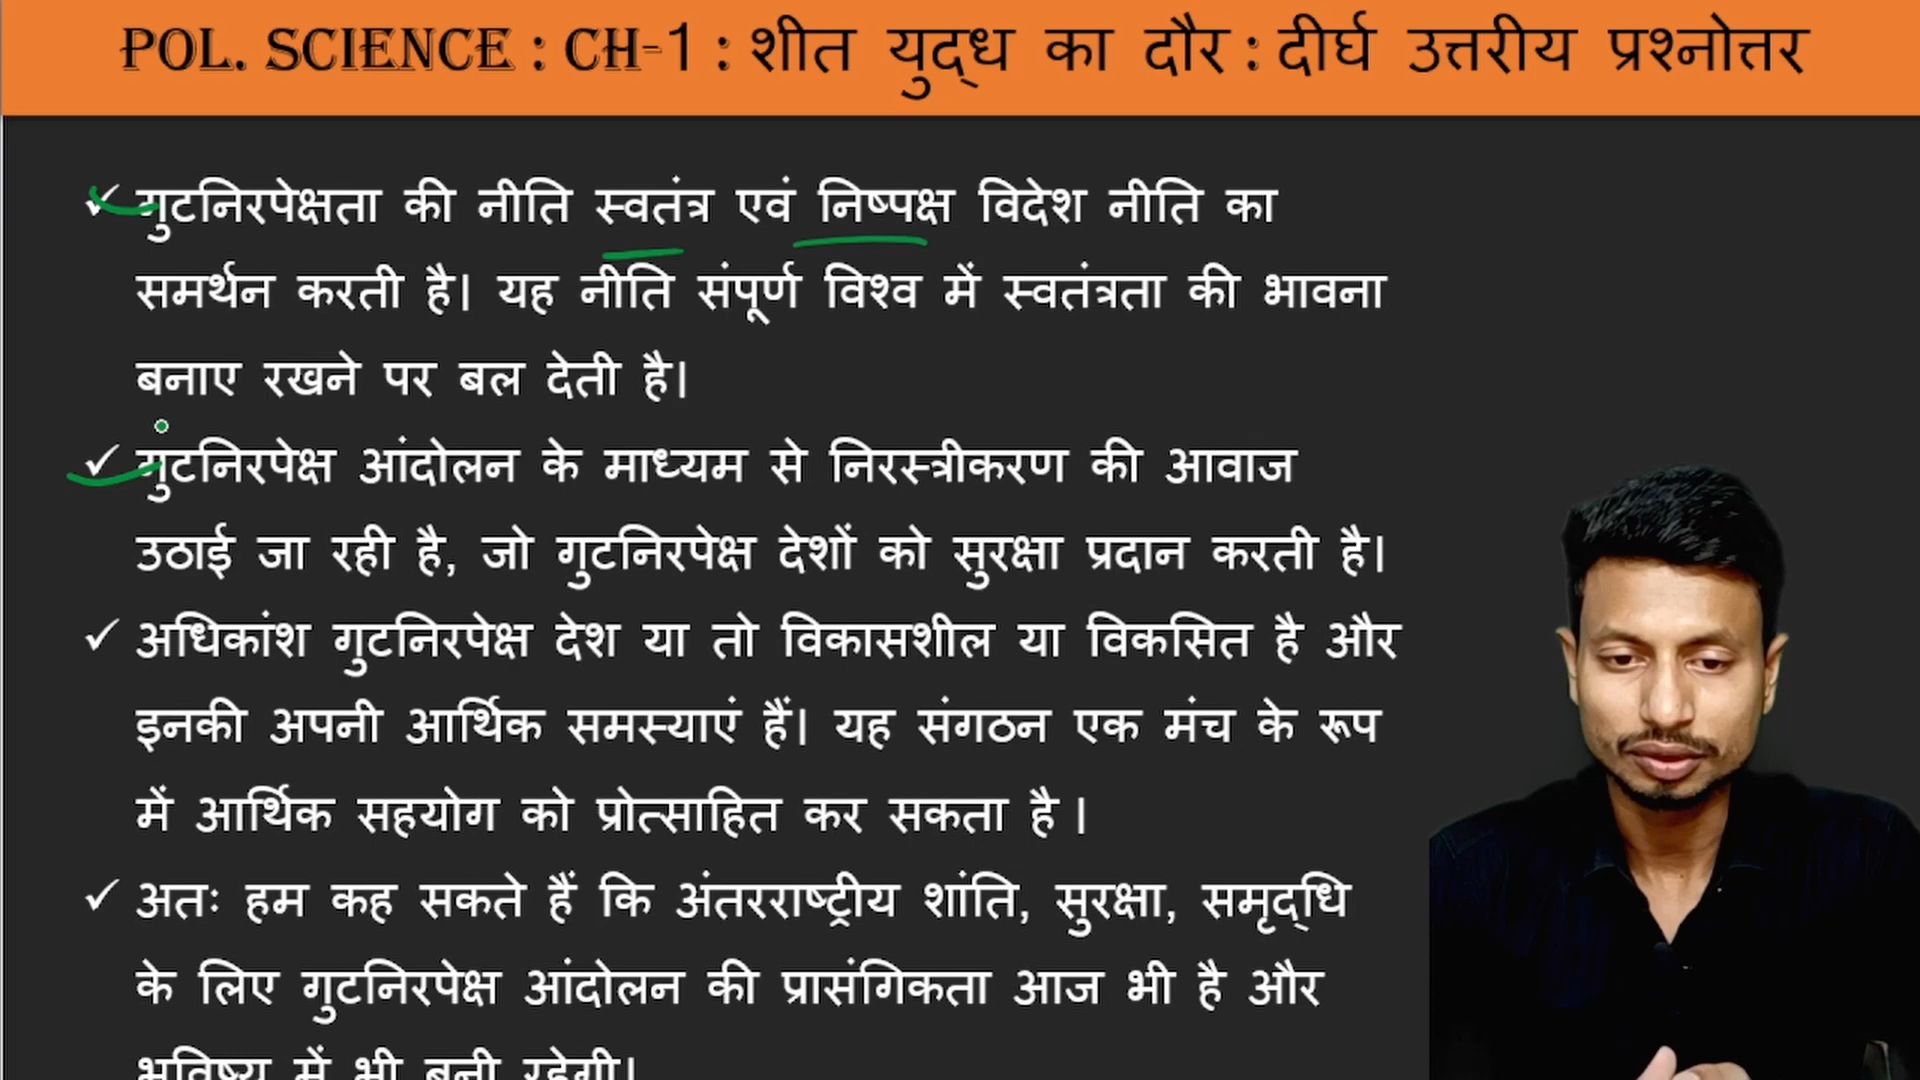 POL. SCIENCE : CH-1 : शीत युद्ध का दौर : दीर्घ उत्तरीय प्रश्नोत्तर
✓ गुटनिरपेक्षता की नीति स्वतंत्र एवं निष्पक्ष विदेश नीति का
समर्थन करती है। यह नीति संपूर्ण विश्व में स्वतंत्रता की भावना
बनाए रखने पर बल देती है।
✓ गुटनिरपेक्ष आंदोलन के माध्यम से निरस्त्रीकरण की आवाज
उठाई जा रही है, जो गुटनिरपेक्ष देशों को सुरक्षा प्रदान करती है।
✓ अधिकांश गुटनिरपेक्ष देश या तो विकासशील या विकसित है और
इनकी अपनी आर्थिक समस्याएं हैं। यह संगठन एक मंच के रूप
में आर्थिक सहयोग को प्रोत्साहित कर सकता है ।
✓ अतः हम कह सकते हैं कि अंतरराष्ट्रीय शांति, सुरक्षा, समृद्धि
के लिए गुटनिरपेक्ष आंदोलन की प्रासंगिकता आज भी है और
भविष्य में भी बनी रहेगी।